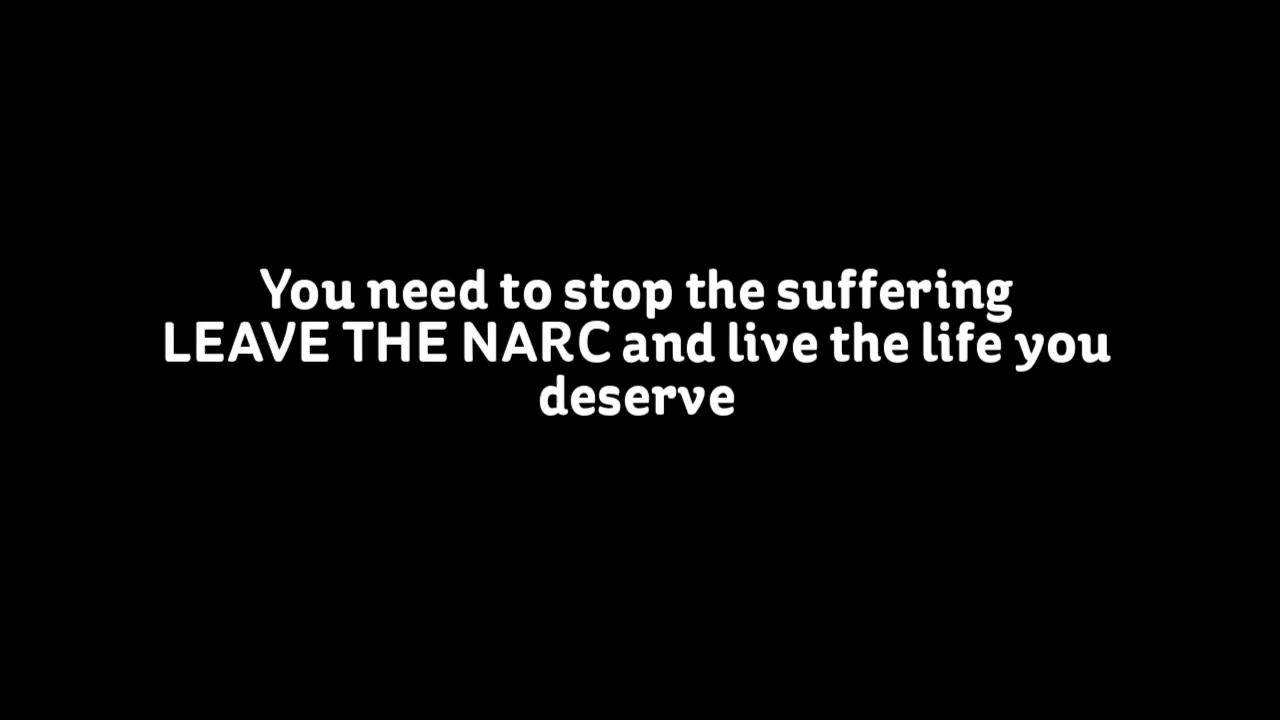 You need to stop the suffering
LEAVE THE NARC and live the life you
deserve